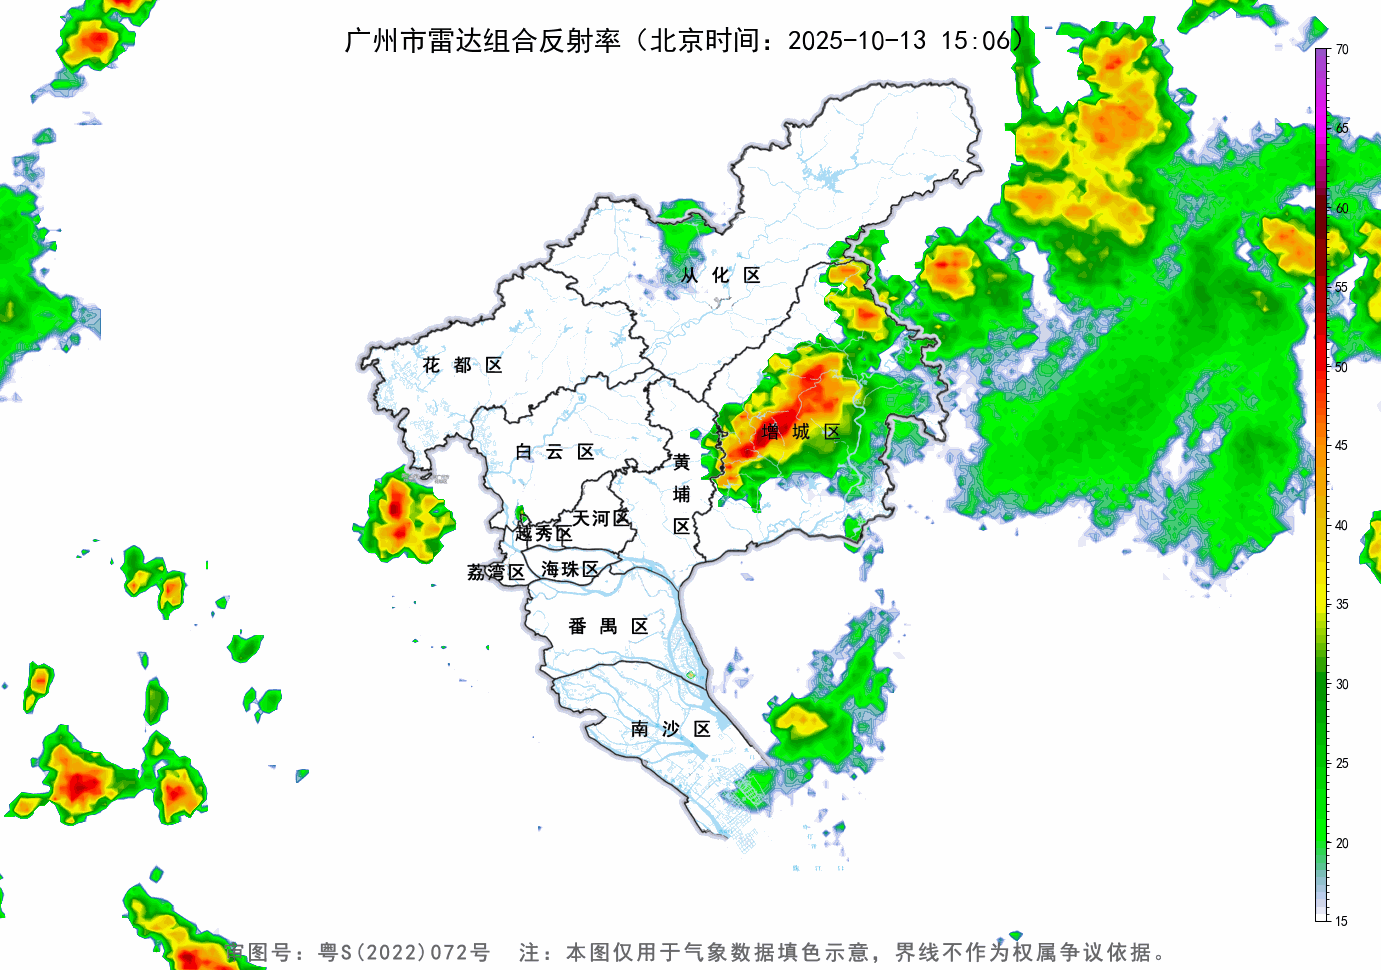 广州市雷达组合反射率（北京时间：2025-10-13 15:06）
70
65
60
55
50
45
40
35
30
25
20
15
从化区
花都区
增城区
白云区
黄埔区
天河区
越秀区
荔湾区
海珠区
番禺区
南沙区
审图号：粤S(2022)072号 注：本图仅用于气象数据填色示意，界线不作为权属争议依据。